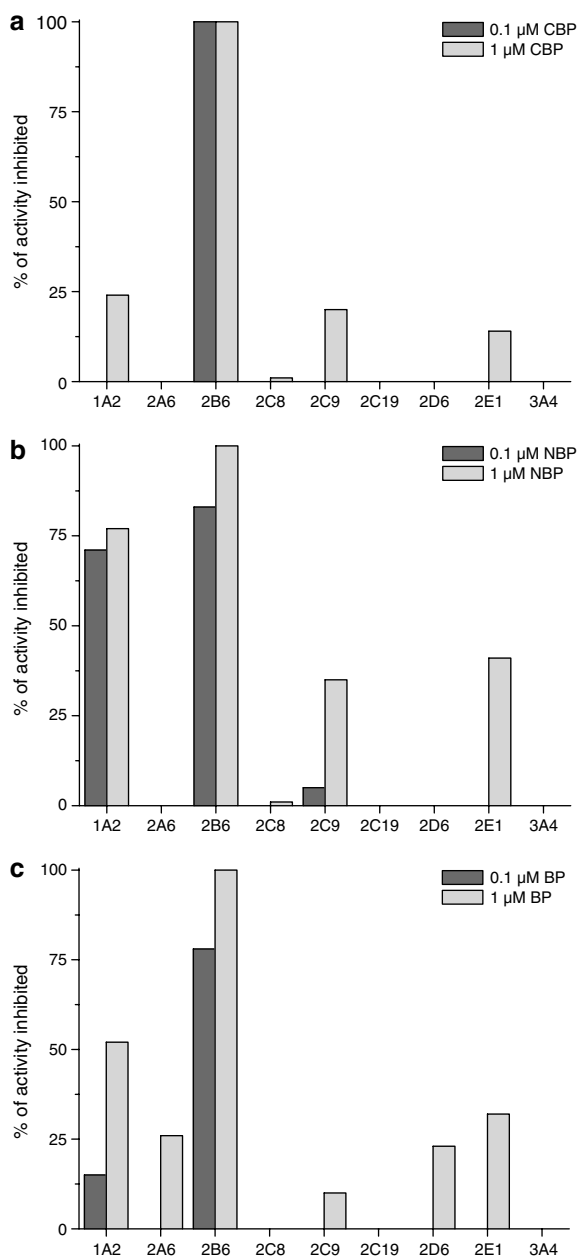 a
0.1 µM CBP
1 µM CBP
% of activity inhibited
100
75
50
25
0
1A2 2A6 2B6 2C8 2C9 2C19 2D6 2E1 3A4
b
0.1 µM NBP
1 µM NBP
% of activity inhibited
100
75
50
25
0
1A2 2A6 2B6 2C8 2C9 2C19 2D6 2E1 3A4
c
0.1 µM BP
1 µM BP
% of activity inhibited
100
75
50
25
0
1A2 2A6 2B6 2C8 2C9 2C19 2D6 2E1 3A4